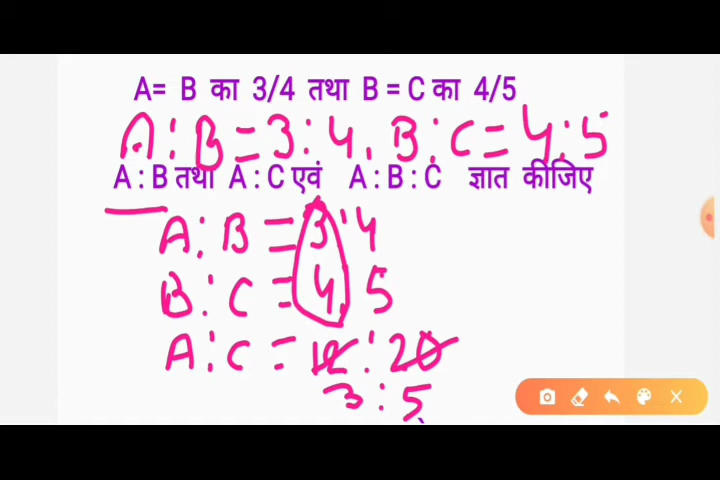 A= B का 3/4 तथा B = C का 4/5
A : B = 3 : 4, B : C = 4 : 5
A : B तथा A : C एवं A : B : C ज्ञात कीजिए
A : B = 3 : 4
B : C = 4 : 5
A : C = 12 : 20
3 : 5